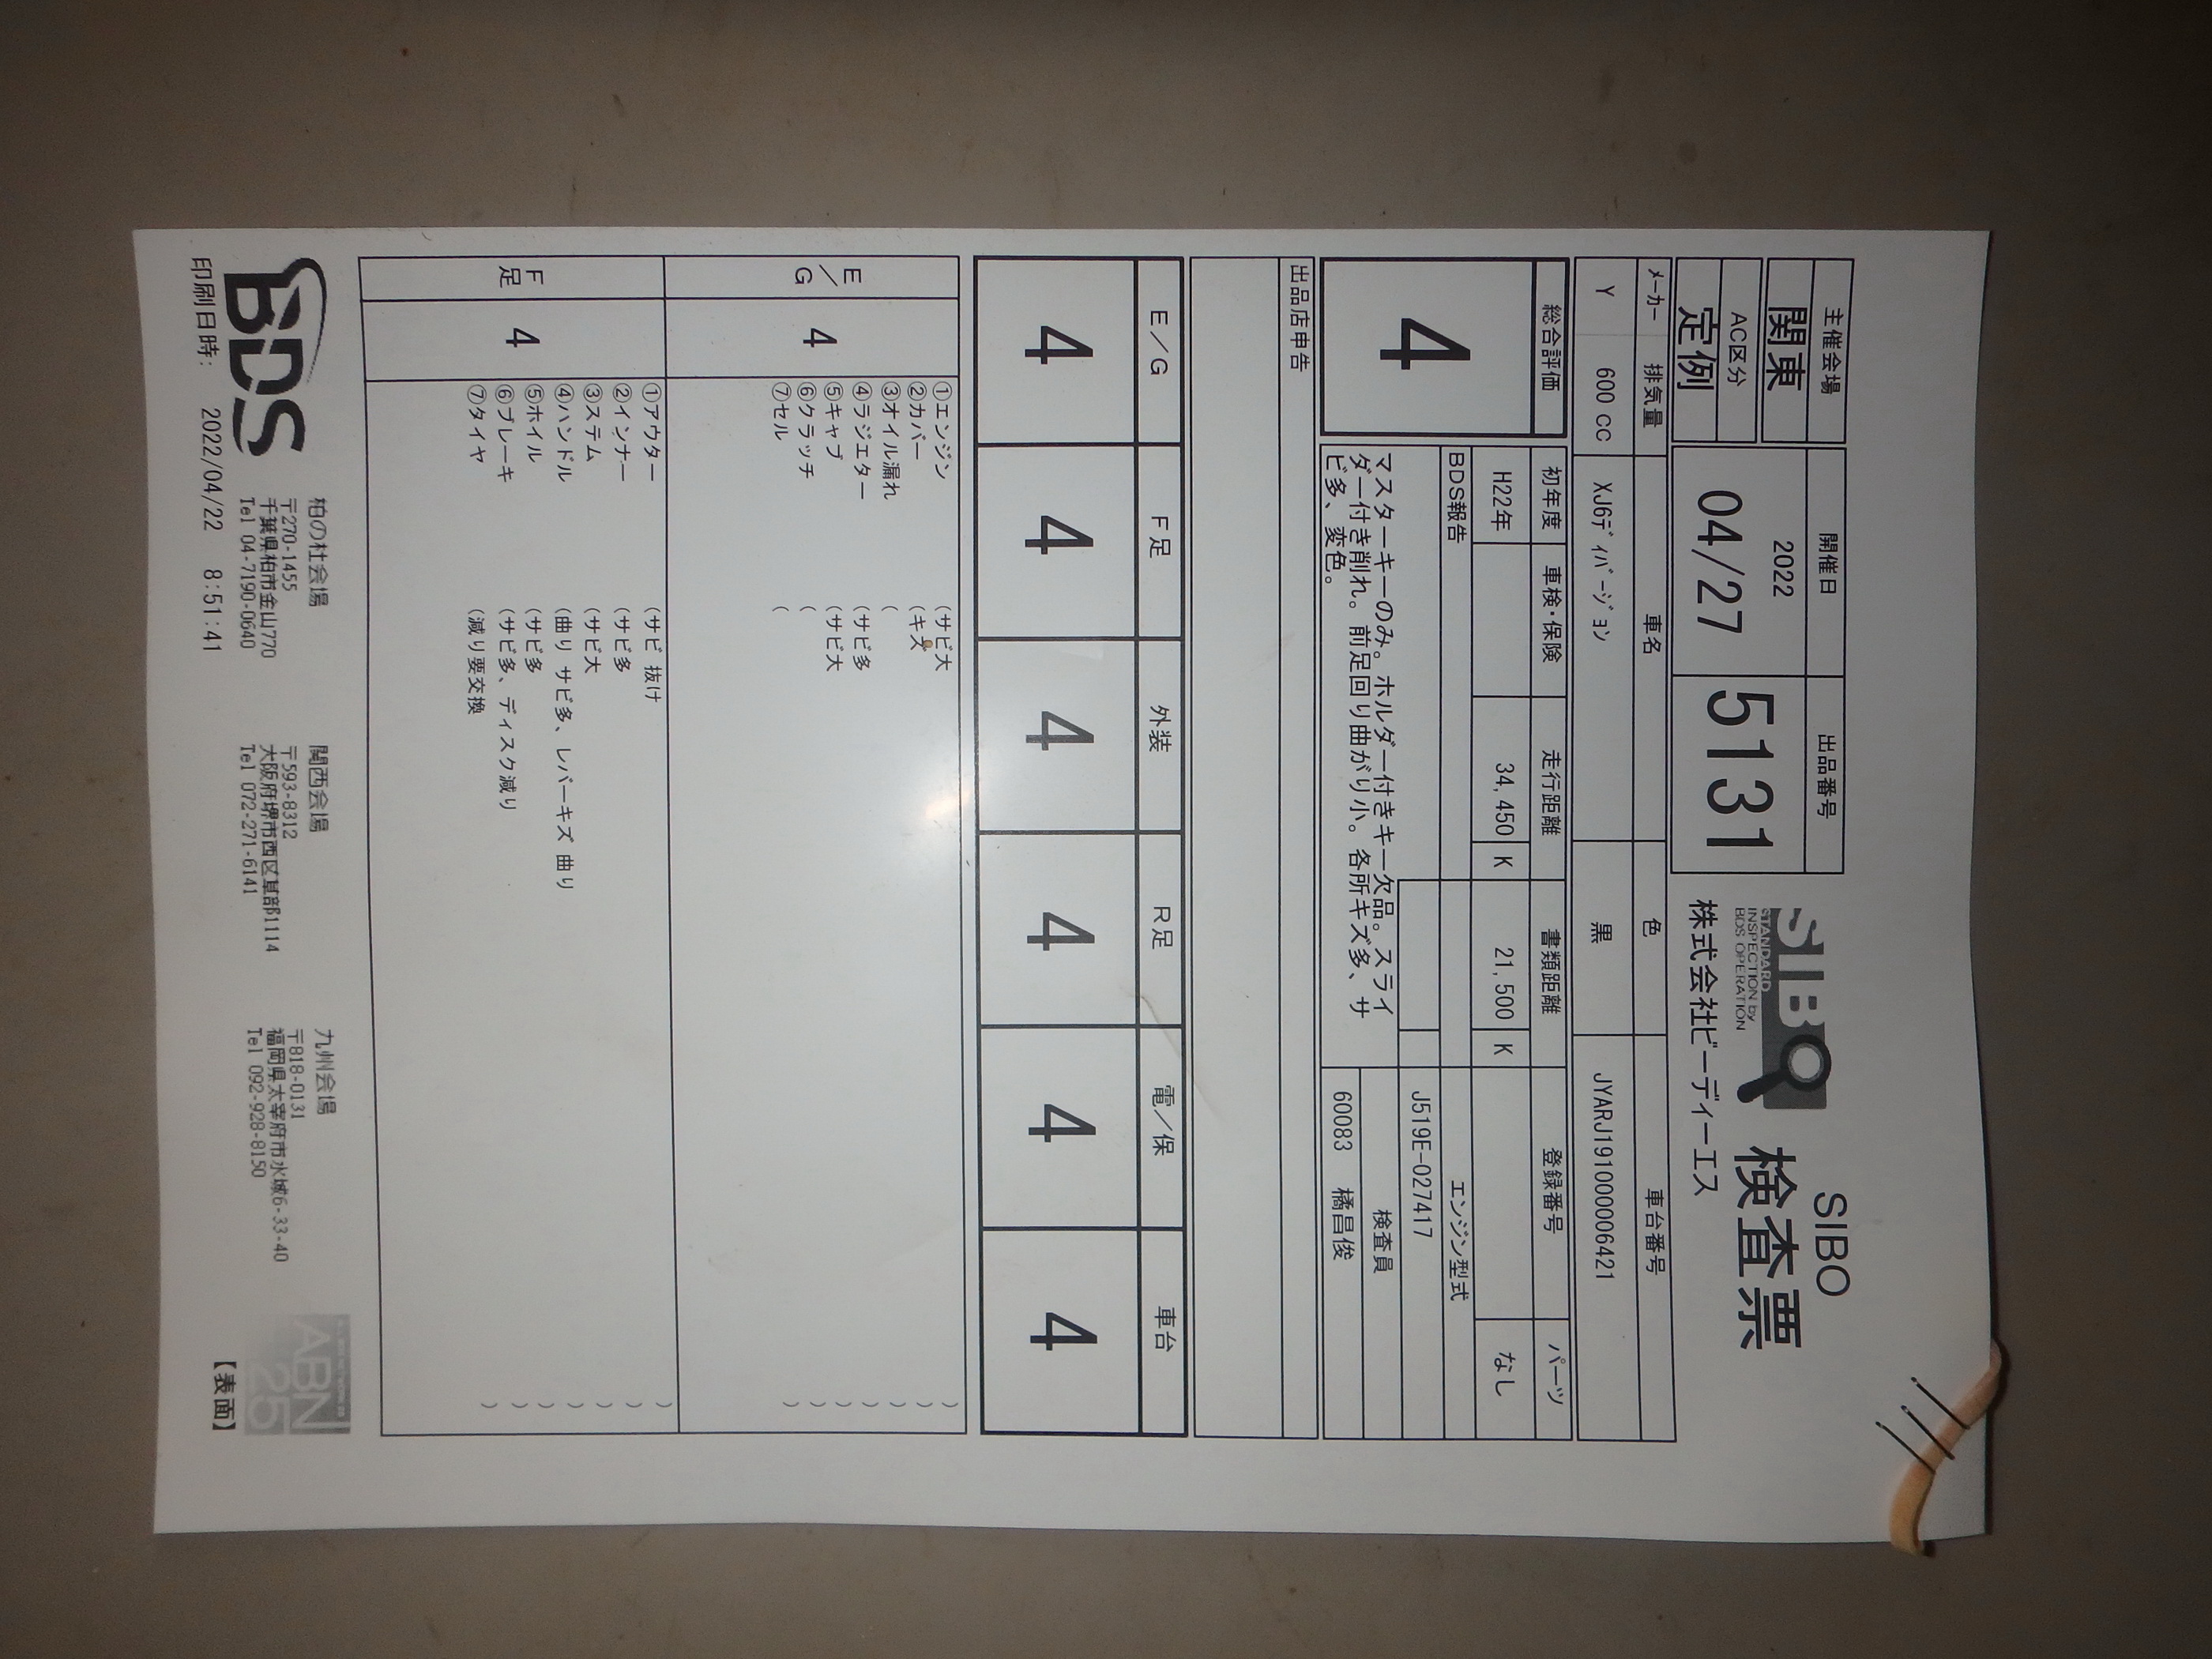 SIBO
主催会場 開催日 出品番号
関東 2022 04/27 5131
AC区分
定例
SIBO
STANDARD
INSPECTION by
BDS OPERATION
検査票
株式会社ビーディーエス
メーカー 排気量 車名 色 車台番号
Y 600 CC XJ6ﾃﾞｨﾊﾞｰｼﾞｮﾝ 黒 JYARJ191000006421
総合評価 初年度 車検・保険 走行距離 書類距離 登録番号 パーツ
4 H22年 34,450 K 21,500 K なし
BDS報告 エンジン型式
J519E-027417
マスターキーのみ。ホルダー付きキー欠品。スライ
ダー付き削れ。前足回り曲がり小。各所キズ多、サ
ビ多、変色。
検査員
60083 橘昌俊
出品店申告
E/G F足 外装 R足 電/保 車台
4 4 4 4 4 4
E/G 4
①エンジン (サビ大 )
②カバー (キズ )
③オイル漏れ ( )
④ラジエター (サビ多 )
⑤キャブ (サビ大 )
⑥クラッチ ( )
⑦セル ( )
F足 4
①アウター (サビ 抜け )
②インナー (サビ多 )
③ステム (サビ大 )
④ハンドル (曲り サビ多、レバーキズ 曲り )
⑤ホイル (サビ多 )
⑥ブレーキ (サビ多、ディスク減り )
⑦タイヤ (減り要交換 )
BDS
柏の杜会場
〒270-1455
千葉県柏市金山770
Tel 04-7190-0640
関西会場
〒593-8312
大阪府堺市西区草部1114
Tel 072-271-6141
九州会場
〒818-0131
福岡県太宰府市水城6-33-40
Tel 092-928-8150
ABN
25
印刷日時: 2022/04/22 8:51:41
【表面】